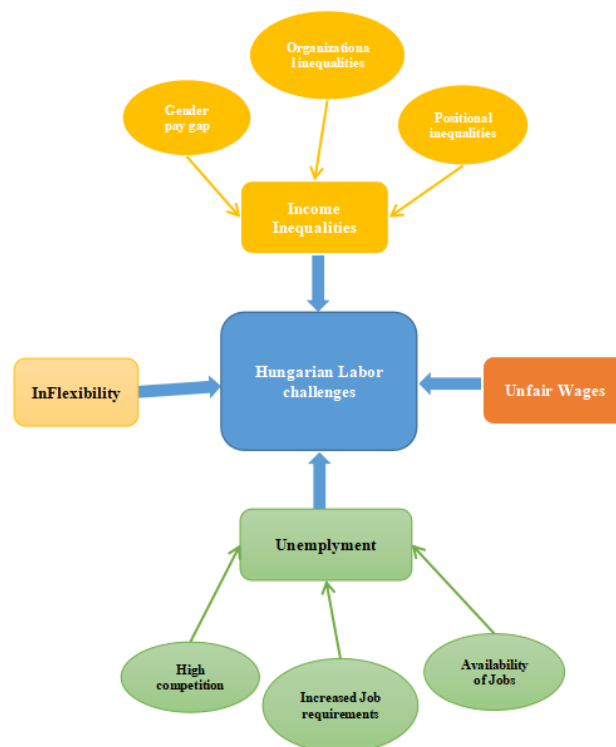 Organizationa
l inequalities
Gender
pay gap
Positional
inequalities
Income
Inequalities
Hungarian Labor
challenges
InFlexibility
Unfair Wages
Unemplyment
High
competition
Increased Job
requirements
Availability
of Jobs